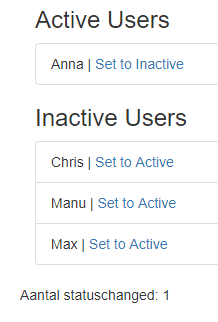 Active Users
Anna | Set to Inactive
Inactive Users
Chris | Set to Active
Manu | Set to Active
Max | Set to Active
Aantal statuschanged: 1